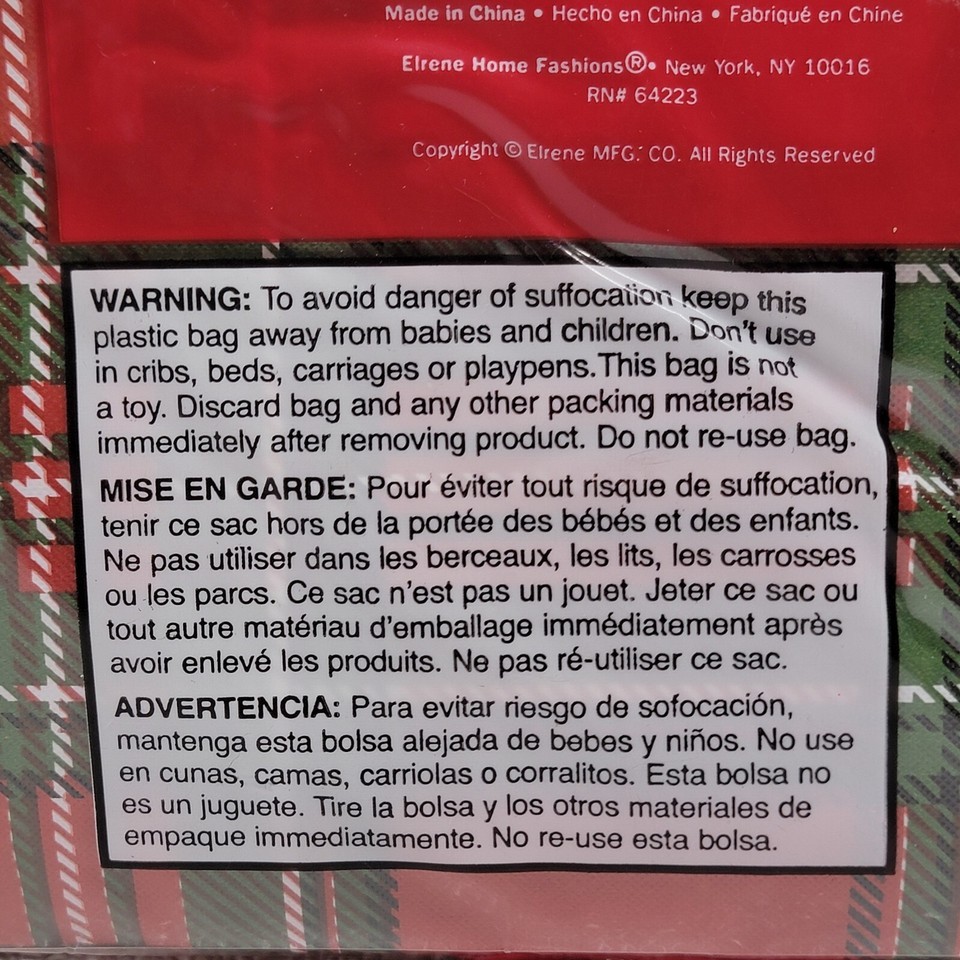 Made in China • Hecho en China • Fabriqué en Chine
Elrene Home Fashions®• New York, NY 10016
RN# 64223
Copyright © Elrene MFG. CO. All Rights Reserved
WARNING: To avoid danger of suffocation keep this
plastic bag away from babies and children. Don't use
in cribs, beds, carriages or playpens. This bag is not
a toy. Discard bag and any other packing materials
immediately after removing product. Do not re-use bag.
MISE EN GARDE: Pour éviter tout risque de suffocation,
tenir ce sac hors de la portée des bébés et des enfants.
Ne pas utiliser dans les berceaux, les lits, les carrosses
ou les parcs. Ce sac n'est pas un jouet. Jeter ce sac ou
tout autre matériau d'emballage immédiatement après
avoir enlevé les produits. Ne pas ré-utiliser ce sac.
ADVERTENCIA: Para evitar riesgo de sofocación,
mantenga esta bolsa alejada de bebes y niños. No use
en cunas, camas, carriolas o corralitos. Esta bolsa no
es un juguete. Tire la bolsa y los otros materiales de
empaque immediatamente. No re-use esta bolsa.